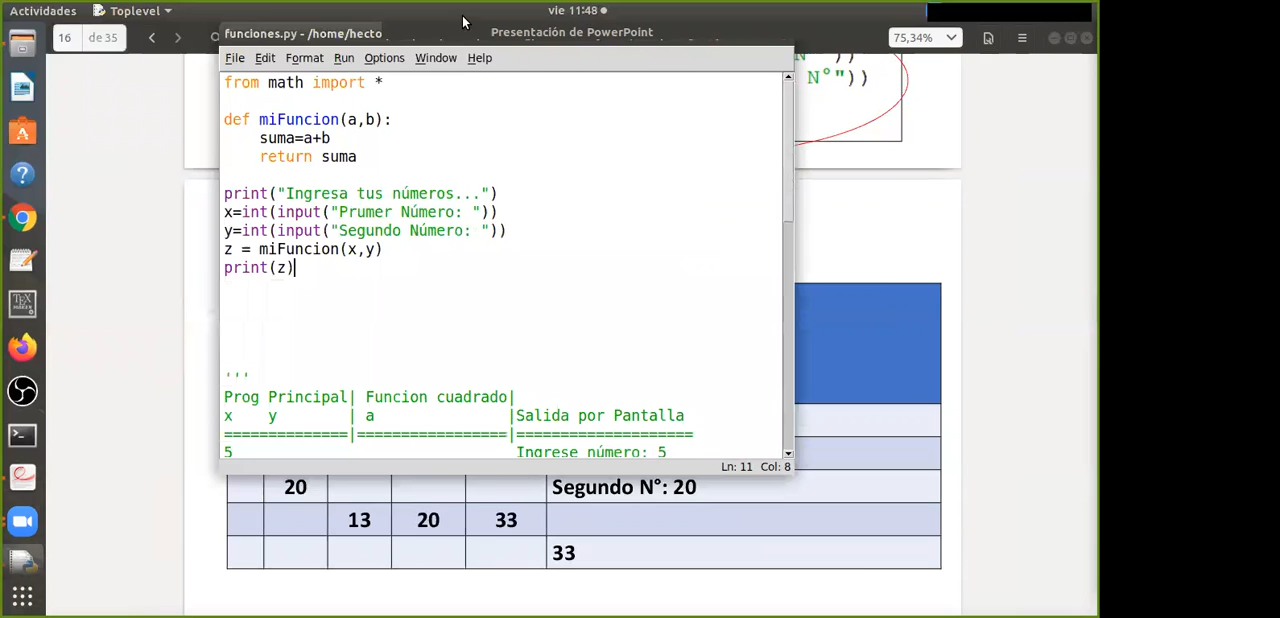 Actividades Toplevel vie 11:48
16 de 35 Presentación de PowerPoint 75,34%
funciones.py - /home/hecto
File Edit Format Run Options Window Help
N°"))
from math import *
def miFuncion(a,b):
suma=a+b
return suma
print("Ingresa tus números...")
x=int(input("Prumer Número: "))
y=int(input("Segundo Número: "))
z = miFuncion(x,y)
print(z)
'''
Prog Principal| Funcion cuadrado|
x y | a |Salida por Pantalla
==============|=================|====================
5 Ingrese número: 5
Ln: 11 Col: 8
20 Segundo N°: 20
13 20 33
33